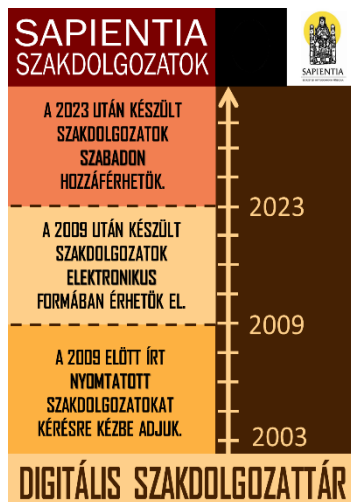 SAPIENTIA
SZAKDOLGOZATOK
SAPIENTIA
A 2023 UTÁN KÉSZÜLT
SZAKDOLGOZATOK
SZABADON
HOZZÁFÉRHETŐK.
2023
A 2009 UTÁN KÉSZÜLT
SZAKDOLGOZATOK
ELEKTRONIKUS
FORMÁBAN ÉRHETŐK EL.
2009
A 2009 ELŐTT ÍRT
NYOMTATOTT
SZAKDOLGOZATOKAT
KÉRÉSRE KÉZBE ADJUK.
2003
DIGITÁLIS SZAKDOLGOZATTÁR